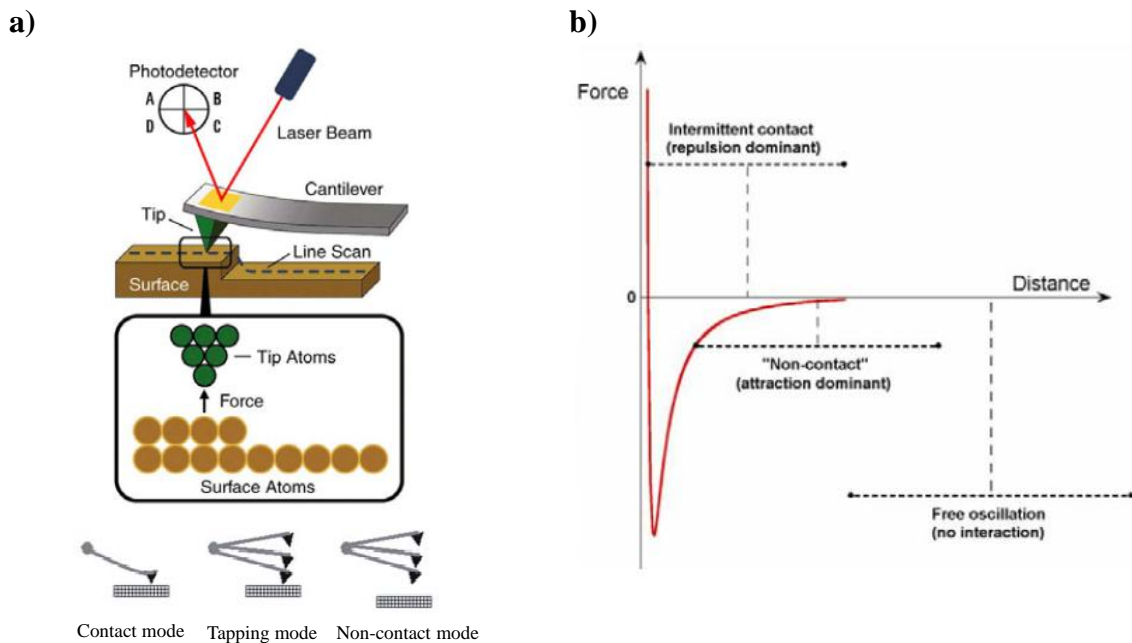 a)
Photodetector
A
B
D
C
Laser Beam
Cantilever
Tip
Line Scan
Surface
Tip Atoms
Force
Surface Atoms
Contact mode
Tapping mode
Non-contact mode
b)
Force
Intermittent contact
(repulsion dominant)
0
Distance
"Non-contact"
(attraction dominant)
Free oscillation
(no interaction)